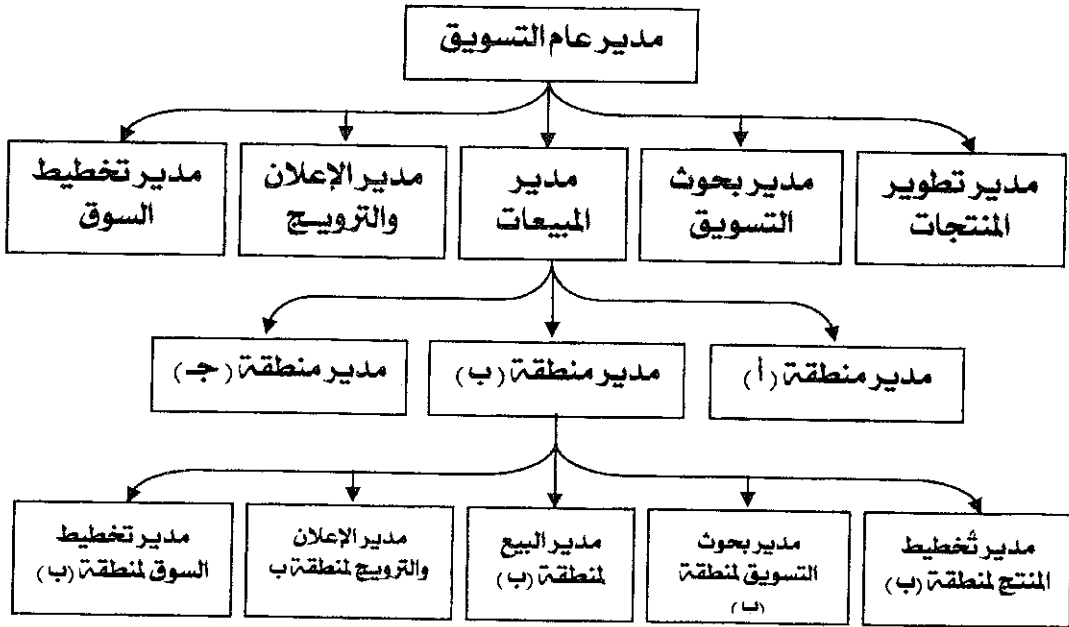 مدير عام التسويق
مدير تطوير
المنتجات
مدير بحوث
التسويق
مدير
المبيعات
مدير الإعلان
والترويج
مدير تخطيط
السوق
مدير منطقة (أ)
مدير منطقة (ب)
مدير منطقة (جـ)
مدير تخطيط
المنتج لمنطقة (ب)
مدير بحوث
التسويق لمنطقة
(ب)
مدير البيع
لمنطقة (ب)
مدير الإعلان
والترويج لمنطقة ب
مدير تخطيط
السوق لمنطقة (ب)